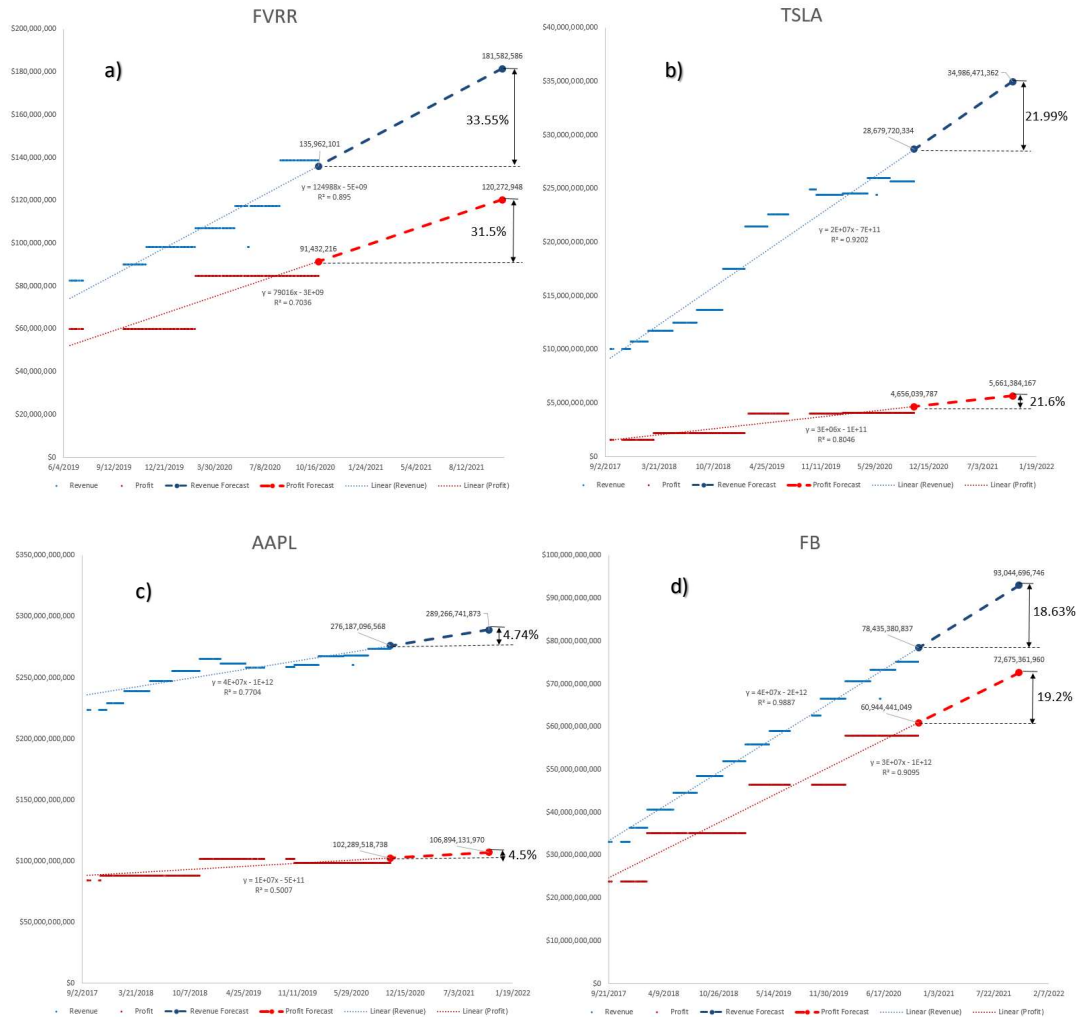 FVRR
a)
$200,000,000
$180,000,000
$160,000,000
$140,000,000
$120,000,000
$100,000,000
$80,000,000
$60,000,000
$40,000,000
$20,000,000
$0
181,582,586
33.55%
135,962,101
y = 124988x - 5E+09
R² = 0.895
120,272,948
31.5%
91,432,216
y = 79016x - 3E+09
R² = 0.7036
6/4/2019 9/12/2019 12/21/2019 3/30/2020 7/8/2020 10/16/2020 1/24/2021 5/4/2021 8/12/2021
Revenue Profit Revenue Forecast Profit Forecast Linear (Revenue) Linear (Profit)
TSLA
b)
$40,000,000,000
$35,000,000,000
$30,000,000,000
$25,000,000,000
$20,000,000,000
$15,000,000,000
$10,000,000,000
$5,000,000,000
$0
34,986,471,362
21.99%
28,679,720,334
y = 2E+07x - 7E+11
R² = 0.9202
5,661,384,167
4,656,039,787
21.6%
y = 3E+06x - 1E+11
R² = 0.8046
9/2/2017 3/21/2018 10/7/2018 4/25/2019 11/11/2019 5/29/2020 12/15/2020 7/3/2021 1/19/2022
Revenue Profit Revenue Forecast Profit Forecast Linear (Revenue) Linear (Profit)
AAPL
c)
$350,000,000,000
$300,000,000,000
$250,000,000,000
$200,000,000,000
$150,000,000,000
$100,000,000,000
$50,000,000,000
$0
289,266,741,873
276,187,096,568
4.74%
y = 4E+07x - 1E+12
R² = 0.7704
106,894,131,970
102,289,518,738
4.5%
y = 1E+07x - 5E+11
R² = 0.5007
9/2/2017 3/21/2018 10/7/2018 4/25/2019 11/11/2019 5/29/2020 12/15/2020 7/3/2021 1/19/2022
Revenue Profit Revenue Forecast Profit Forecast Linear (Revenue) Linear (Profit)
FB
d)
$100,000,000,000
$90,000,000,000
$80,000,000,000
$70,000,000,000
$60,000,000,000
$50,000,000,000
$40,000,000,000
$30,000,000,000
$20,000,000,000
$10,000,000,000
$0
93,044,696,746
18.63%
78,435,380,837
72,675,361,960
y = 4E+07x - 2E+12
R² = 0.9887
19.2%
60,944,441,049
y = 3E+07x - 1E+12
R² = 0.9095
9/21/2017 4/9/2018 10/26/2018 5/14/2019 11/30/2019 6/17/2020 1/3/2021 7/22/2021 2/7/2022
Revenue Profit Revenue Forecast Profit Forecast Linear (Revenue) Linear (Profit)